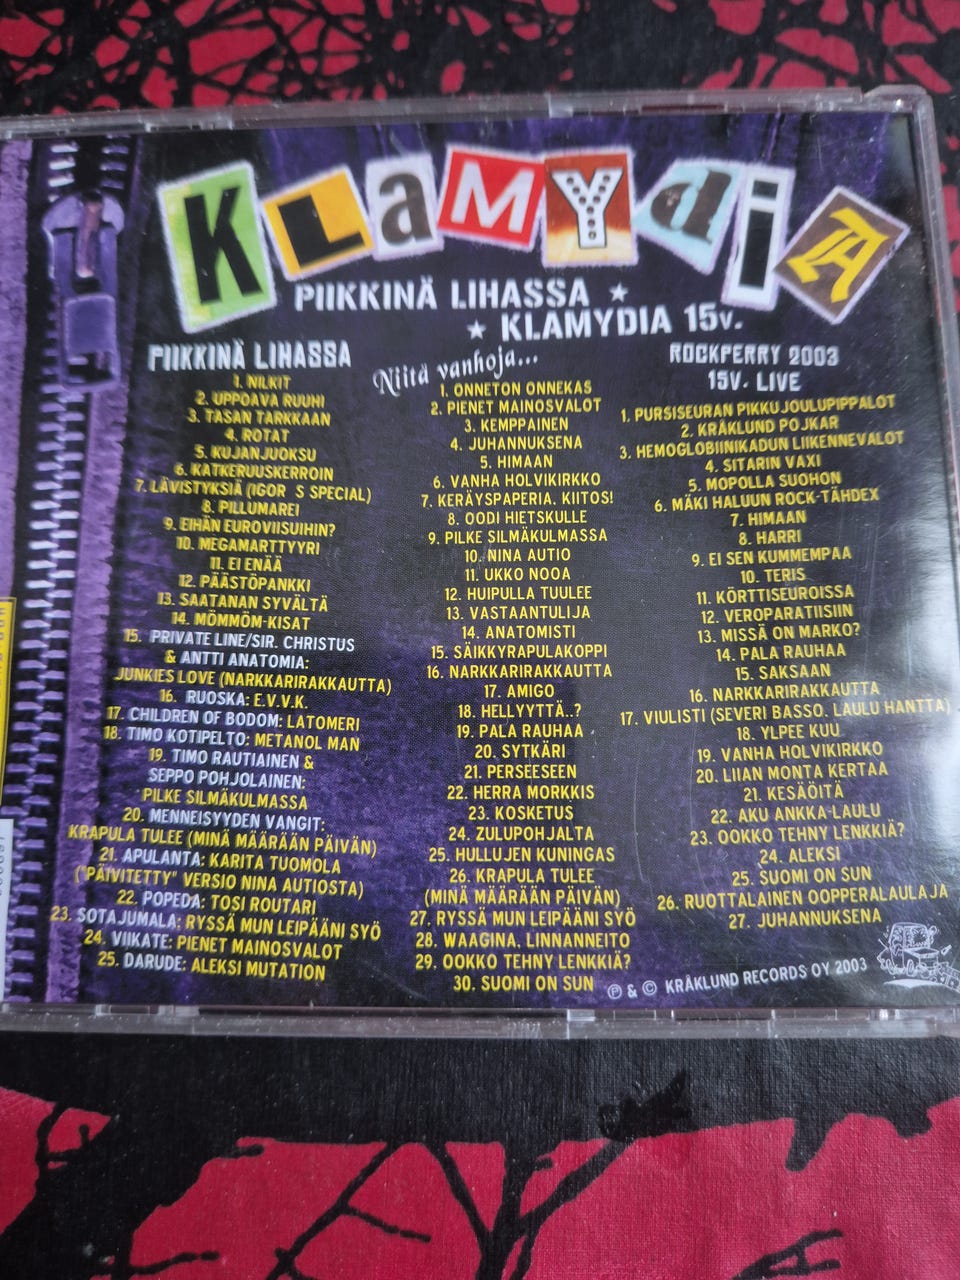 KLaMYdiA
PIIKKINÄ LIHASSA ★
★ KLAMYDIA 15v.
PIIKKINÄ LIHASSA
1. NILKIT
2. UPPOAVA RUUHI
3. TASAN TARKKAAN
4. ROTAT
5. KUJANJUOKSU
6. KATKERUUSKERROIN
7. LÄVISTYKSIÄ (IGOR S SPECIAL)
8. PILLUMAREI
9. EIHÄN EUROVIISUIHIN?
10. MEGAMARTTYYRI
11. EI ENÄÄ
12. PÄÄSTÖPANKKI
13. SAATANAN SYVÄLTÄ
14. MÖMMÖM-KISAT
15. PRIVATE LINE/SIR. CHRISTUS
& ANTTI ANATOMIA:
JUNKIES LOVE (NARKKARIRAKKAUTTA)
16. RUOSKA: E.V.V.K.
17. CHILDREN OF BODOM: LATOMERI
18. TIMO KOTIPELTO: METANOL MAN
19. TIMO RAUTIAINEN &
SEPPO POHJOLAINEN:
PILKE SILMÄKULMASSA
20. MENNEISYYDEN VANGIT:
KRAPULA TULEE (MINÄ MÄÄRÄÄN PÄIVÄN)
21. APULANTA: KARITA TUOMOLA
("PÄIVITETTY" VERSIO NINA AUTIOSTA)
22. POPEDA: TOSI ROUTARI
23. SOTAJUMALA: RYSSÄ MUN LEIPÄÄNI SYÖ
24. VIIKATE: PIENET MAINOSVALOT
25. DARUDE: ALEKSI MUTATION
Niitä vanhoja...
1. ONNETON ONNEKAS
2. PIENET MAINOSVALOT
3. KEMPPAINEN
4. JUHANNUKSENA
5. HIMAAN
6. VANHA HOLVIKIRKKO
7. KERÄYSPAPERIA, KIITOS!
8. OODI HIETSKULLE
9. PILKE SILMÄKULMASSA
10. NINA AUTIO
11. UKKO NOOA
12. HUIPULLA TUULEE
13. VASTAANTULIJA
14. ANATOMISTI
15. SÄIKKYRAPULAKOPPI
16. NARKKARIRAKKAUTTA
17. AMIGO
18. HELLYYTTÄ..?
19. PALA RAUHAA
20. SYTKÄRI
21. PERSEESEEN
22. HERRA MORKKIS
23. KOSKETUS
24. ZULUPOHJALTA
25. HULLUJEN KUNINGAS
26. KRAPULA TULEE
(MINÄ MÄÄRÄÄN PÄIVÄN)
27. RYSSÄ MUN LEIPÄÄNI SYÖ
28. WAAGINA, LINNANNEITO
29. OOKKO TEHNY LENKKIÄ?
30. SUOMI ON SUN
ROCKPERRY 2003
15V. LIVE
1. PURSISEURAN PIKKUJOULUPIPPALOT
2. KRÅKLUND POJKAR
3. HEMOGLOBIINIKADUN LIIKENNEVALOT
4. SITARIN VAXI
5. MOPOLLA SUOHON
6. MÄKI HALUUN ROCK-TÄHDEX
7. HIMAAN
8. HARRI
9. EI SEN KUMMEMPAA
10. TERIS
11. KÖRTTISEUROISSA
12. VEROPARATIISIIN
13. MISSÄ ON MARKO?
14. PALA RAUHAA
15. SAKSAAN
16. NARKKARIRAKKAUTTA
17. VIULISTI (SEVERI BASSO, LAULU HANTTA)
18. YLPEE KUU
19. VANHA HOLVIKIRKKO
20. LIIAN MONTA KERTAA
21. KESÄÖITÄ
22. AKU ANKKA-LAULU
23. OOKKO TEHNY LENKKIÄ?
24. ALEKSI
25. SUOMI ON SUN
26. RUOTTALAINEN OOPPERALAULAJA
27. JUHANNUKSENA
℗ & © KRÅKLUND RECORDS OY 2003